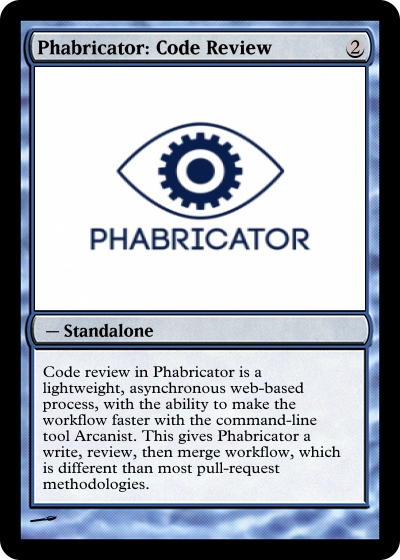 Phabricator: Code Review 2
PHABRICATOR
— Standalone
Code review in Phabricator is a
lightweight, asynchronous web-based
process, with the ability to make the
workflow faster with the command-line
tool Arcanist. This gives Phabricator a
write, review, then merge workflow, which
is different than most pull-request
methodologies.